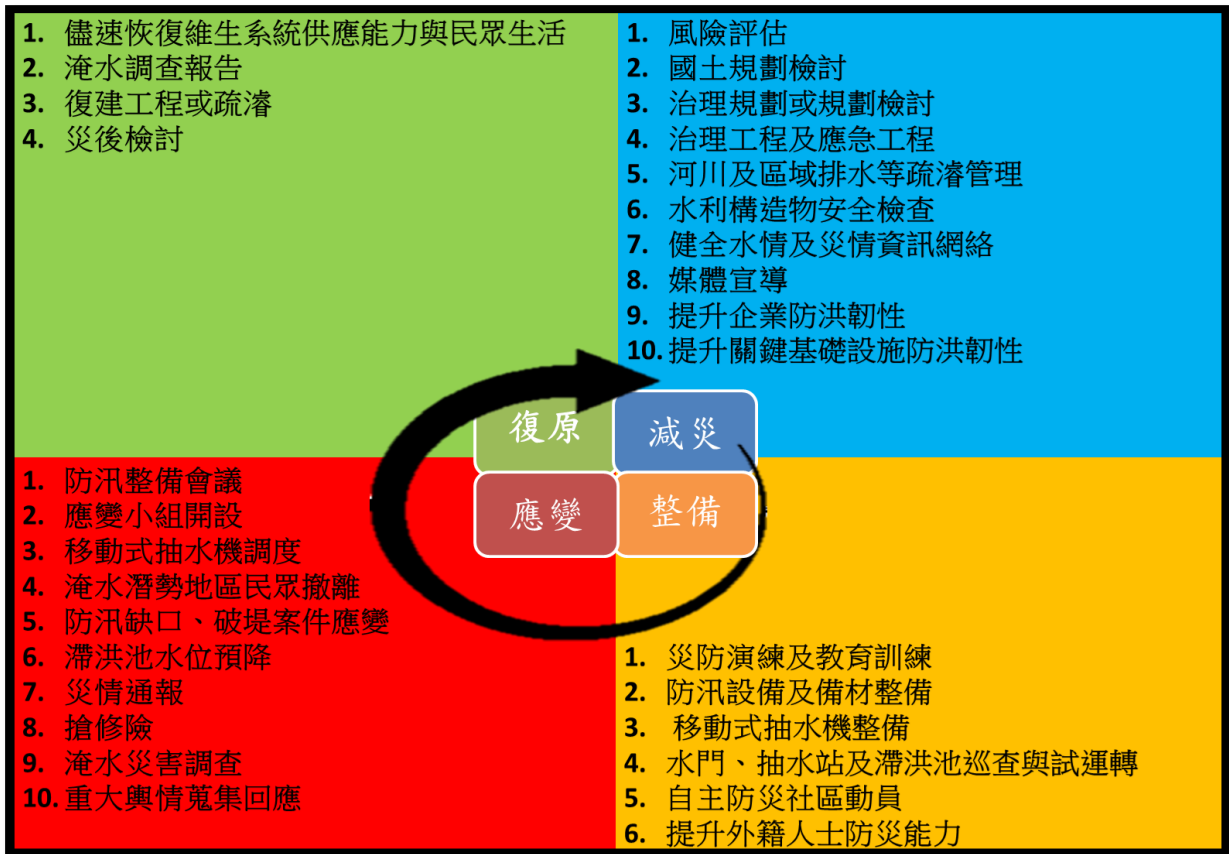 1. 儘速恢復維生系統供應能力與民眾生活
2. 淹水調查報告
3. 復建工程或疏濬
4. 災後檢討
1. 風險評估
2. 國土規劃檢討
3. 治理規劃或規劃檢討
4. 治理工程及應急工程
5. 河川及區域排水等疏濬管理
6. 水利構造物安全檢查
7. 健全水情及災情資訊網絡
8. 媒體宣導
9. 提升企業防洪韌性
10. 提升關鍵基礎設施防洪韌性
復原
減災
應變
整備
1. 防汛整備會議
2. 應變小組開設
3. 移動式抽水機調度
4. 淹水潛勢地區民眾撤離
5. 防汛缺口、破堤案件應變
6. 滯洪池水位預降
7. 災情通報
8. 搶修險
9. 淹水災害調查
10. 重大輿情蒐集回應
1. 災防演練及教育訓練
2. 防汛設備及備材整備
3. 移動式抽水機整備
4. 水門、抽水站及滯洪池巡查與試運轉
5. 自主防災社區動員
6. 提升外籍人士防災能力